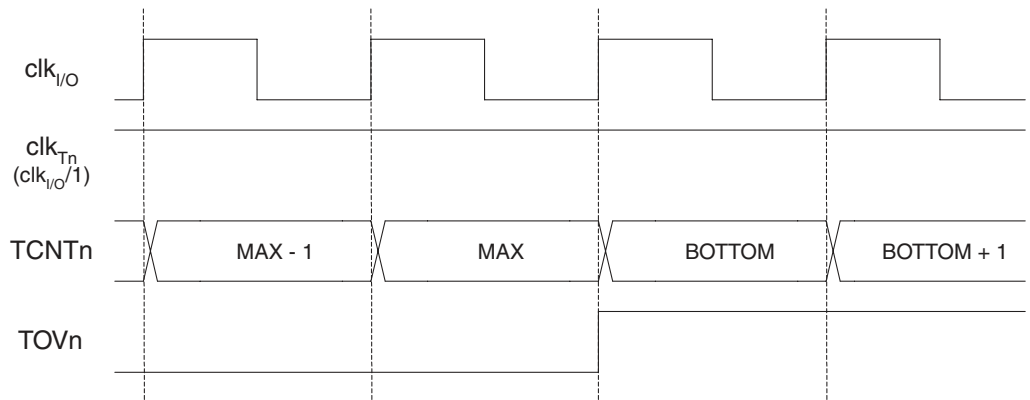 clkI/O
clkTn
(clkI/O/1)
TCNTn MAX - 1 MAX BOTTOM BOTTOM + 1
TOVn